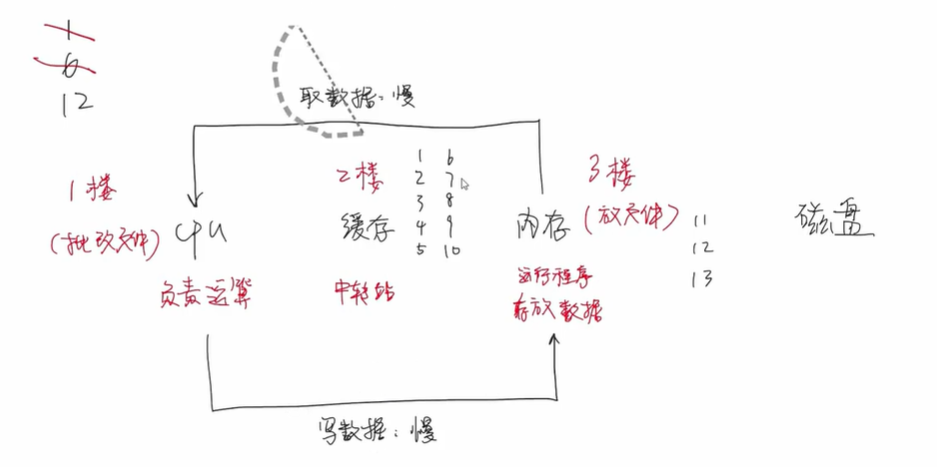 1
6
12
取数据:慢
1楼
(批改文件)
CPU
负责运算
2楼
缓存
中转站
1 6
2 7
3 8
4 9
5 10
3楼
内存
(放文件)
运行程序
存放数据
11
12
13
磁盘
写数据:慢